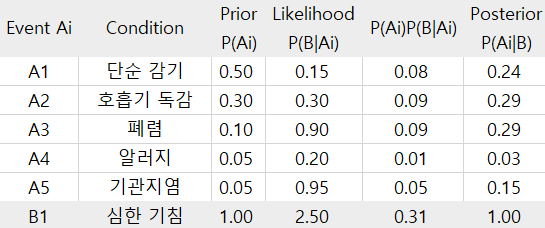 Event Ai Condition Prior P(Ai) Likelihood P(B|Ai) P(Ai)P(B|Ai) Posterior P(Ai|B)
A1 단순 감기 0.50 0.15 0.08 0.24
A2 호흡기 독감 0.30 0.30 0.09 0.29
A3 폐렴 0.10 0.90 0.09 0.29
A4 알러지 0.05 0.20 0.01 0.03
A5 기관지염 0.05 0.95 0.05 0.15
B1 심한 기침 1.00 2.50 0.31 1.00